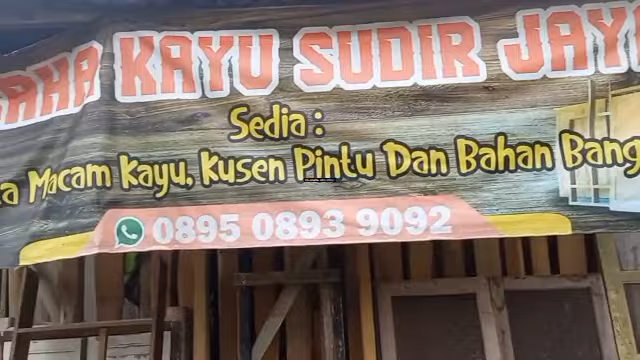 AHA KAYU SUDIR JAY
Sedia :
a Macam Kayu, Kusen Pintu Dan Bahan Bang
0895 0893 9092